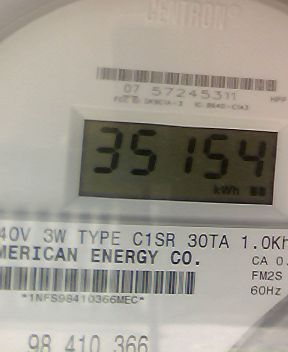 CENTRON®
07 57245311
35154
kWh
40V 3W TYPE C1SR 30TA 1.0Kh
MERICAN ENERGY CO.
CA 0.
FM2S
60Hz
*1NFS98410366MEC*
98 410 366